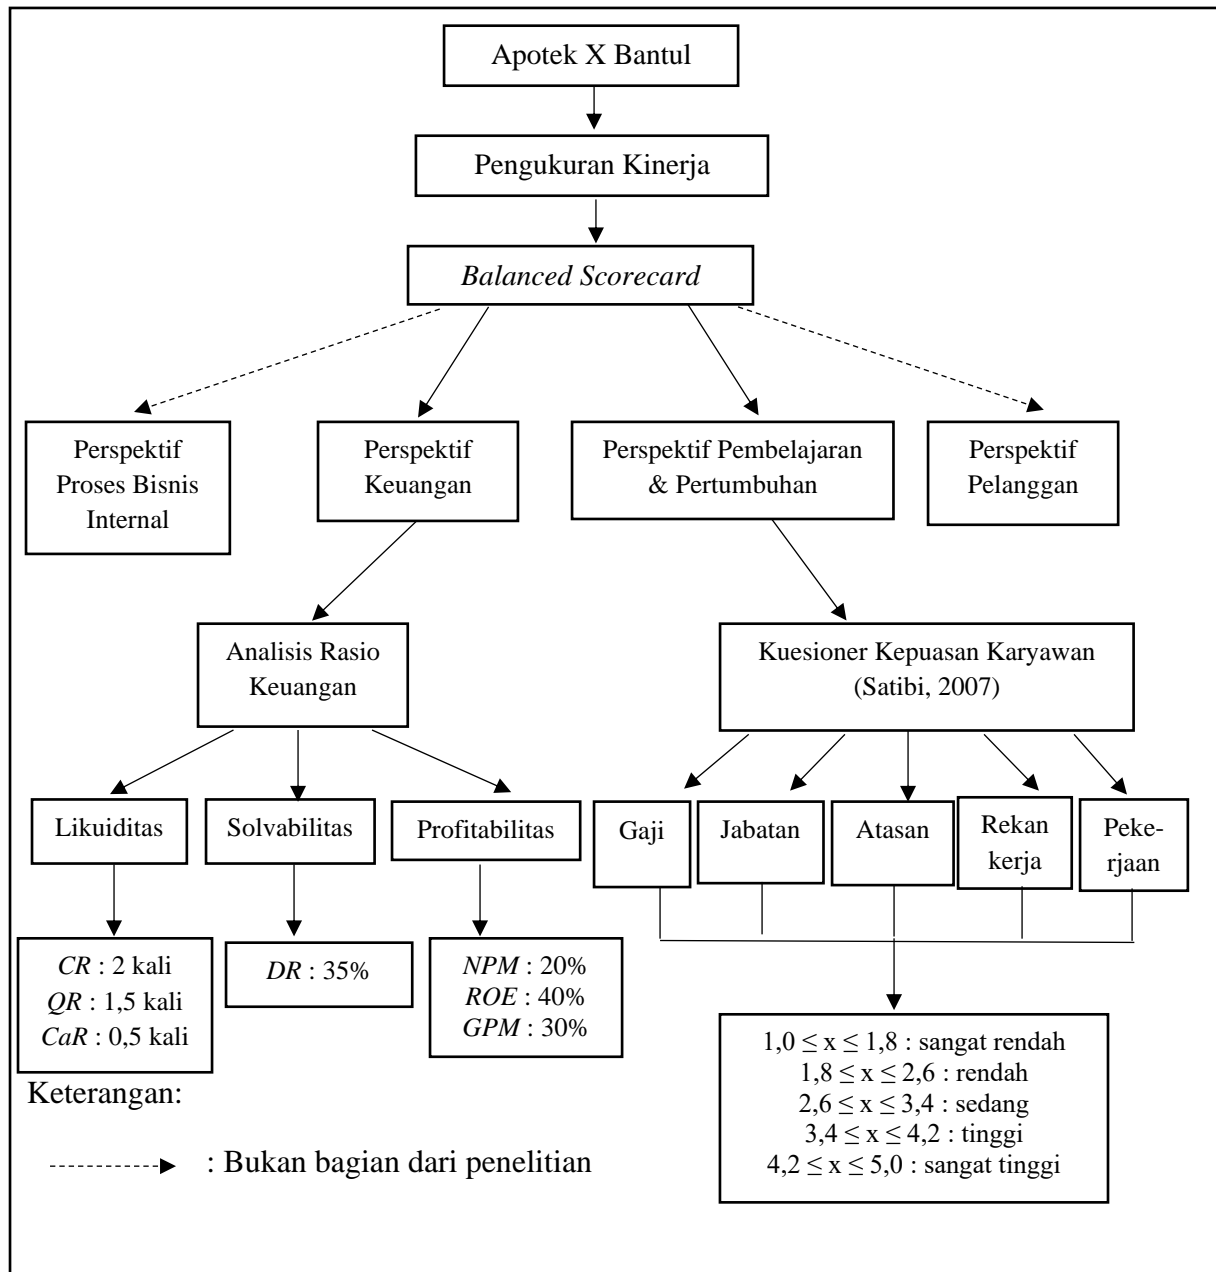 Apotek X Bantul
Pengukuran Kinerja
Balanced Scorecard
Perspektif
Proses Bisnis
Internal
Perspektif
Keuangan
Perspektif Pembelajaran
& Pertumbuhan
Perspektif
Pelanggan
Analisis Rasio
Keuangan
Kuesioner Kepuasan Karyawan
(Satibi, 2007)
Likuiditas
Solvabilitas
Profitabilitas
Gaji
Jabatan
Atasan
Rekan
kerja
Peke-
rjaan
CR : 2 kali
QR : 1,5 kali
CaR : 0,5 kali
DR : 35%
NPM : 20%
ROE : 40%
GPM : 30%
1,0 ≤ x ≤ 1,8 : sangat rendah
1,8 ≤ x ≤ 2,6 : rendah
2,6 ≤ x ≤ 3,4 : sedang
3,4 ≤ x ≤ 4,2 : tinggi
4,2 ≤ x ≤ 5,0 : sangat tinggi
Keterangan:
: Bukan bagian dari penelitian